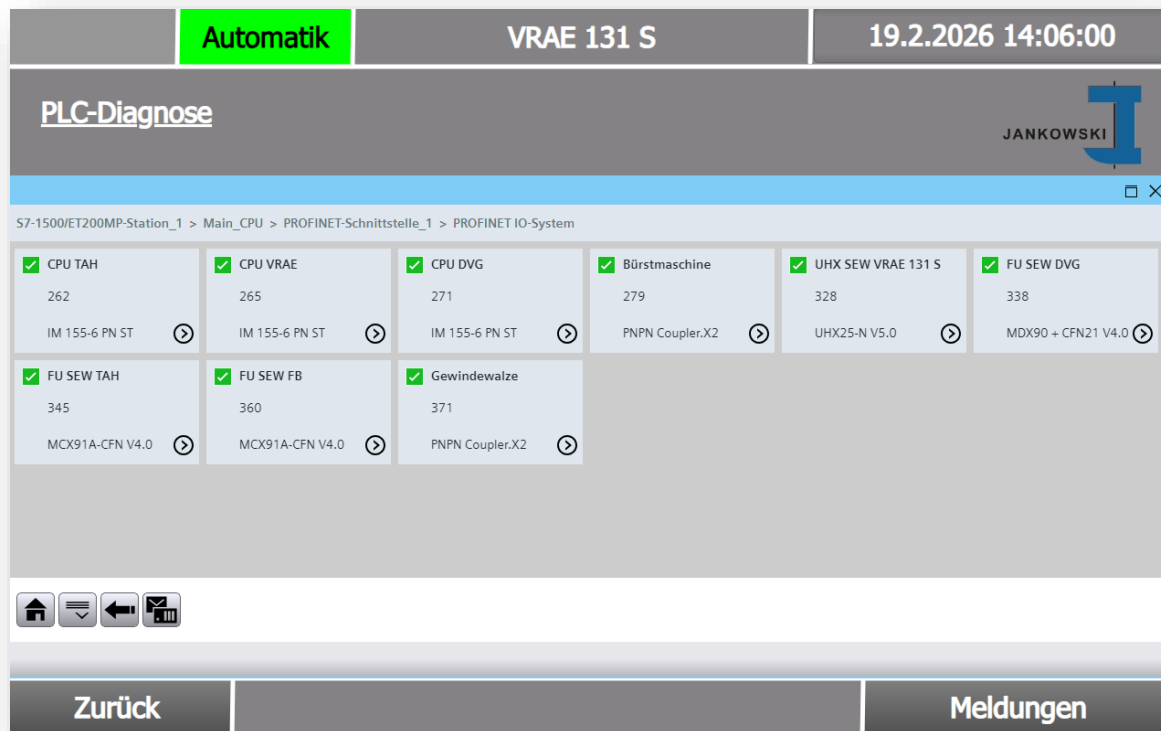 Automatik
VRAE 131 S
19.2.2026 14:06:00
PLC-Diagnose
JANKOWSKI
S7-1500/ET200MP-Station_1 > Main_CPU > PROFINET-Schnittstelle_1 > PROFINET IO-System
CPU TAH
262
IM 155-6 PN ST
CPU VRAE
265
IM 155-6 PN ST
CPU DVG
271
IM 155-6 PN ST
Bürstmaschine
279
PNPN Coupler.X2
UHX SEW VRAE 131 S
328
UHX25-N V5.0
FU SEW DVG
338
MDX90 + CFN21 V4.0
FU SEW TAH
345
MCX91A-CFN V4.0
FU SEW FB
360
MCX91A-CFN V4.0
Gewindewalze
371
PNPN Coupler.X2
Zurück
Meldungen